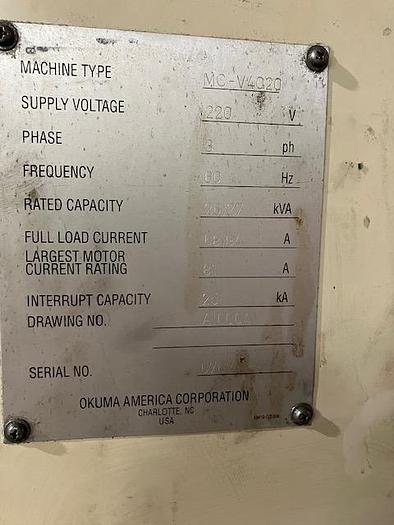 MACHINE TYPE MC-V4020
SUPPLY VOLTAGE 220 V
PHASE 3 ph
FREQUENCY 60 Hz
RATED CAPACITY kVA
FULL LOAD CURRENT A
LARGEST MOTOR
CURRENT RATING A
INTERRUPT CAPACITY kA
DRAWING NO.
SERIAL NO.
OKUMA AMERICA CORPORATION
CHARLOTTE, NC
USA